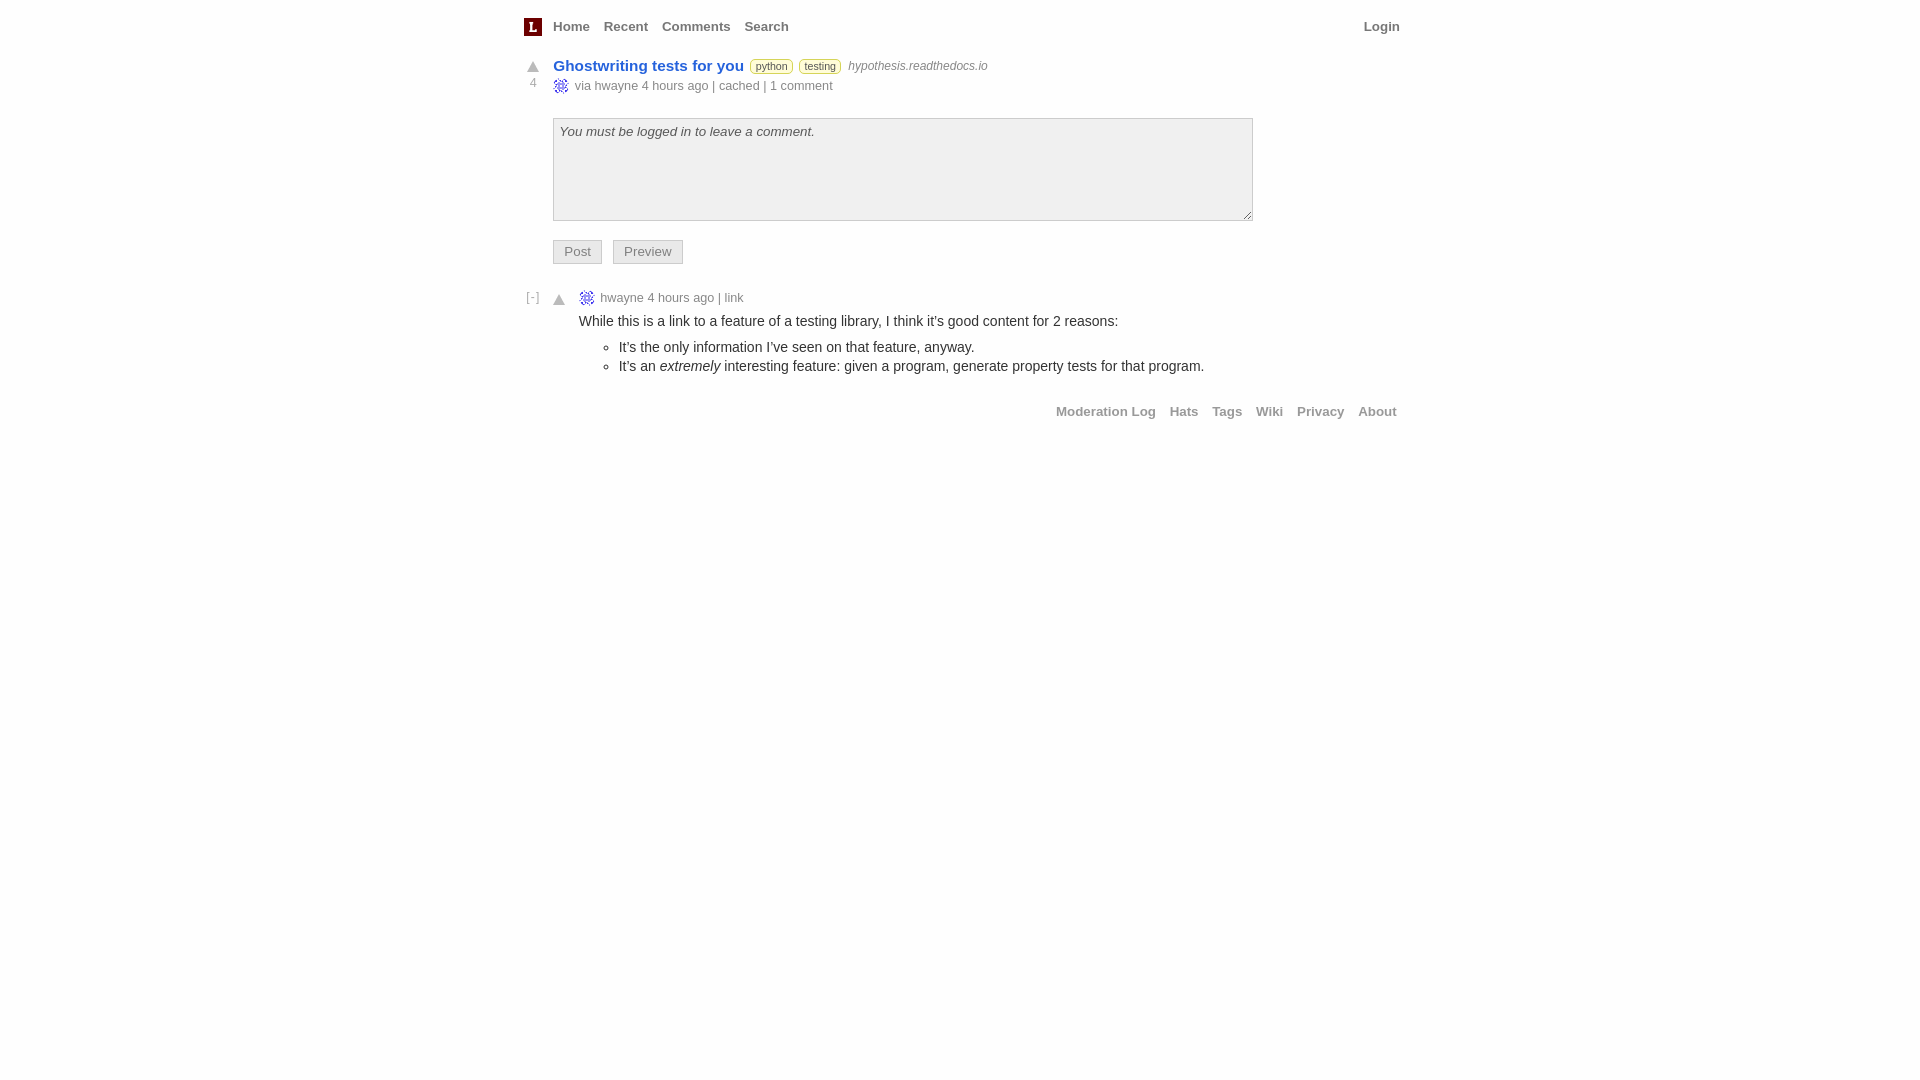 L Home Recent Comments Search Login
Ghostwriting tests for you python testing hypothesis.readthedocs.io
4
via hwayne 4 hours ago | cached | 1 comment
You must be logged in to leave a comment.
Post Preview
[-] hwayne 4 hours ago | link
While this is a link to a feature of a testing library, I think it’s good content for 2 reasons:
It’s the only information I’ve seen on that feature, anyway.
It’s an extremely interesting feature: given a program, generate property tests for that program.
Moderation Log Hats Tags Wiki Privacy About